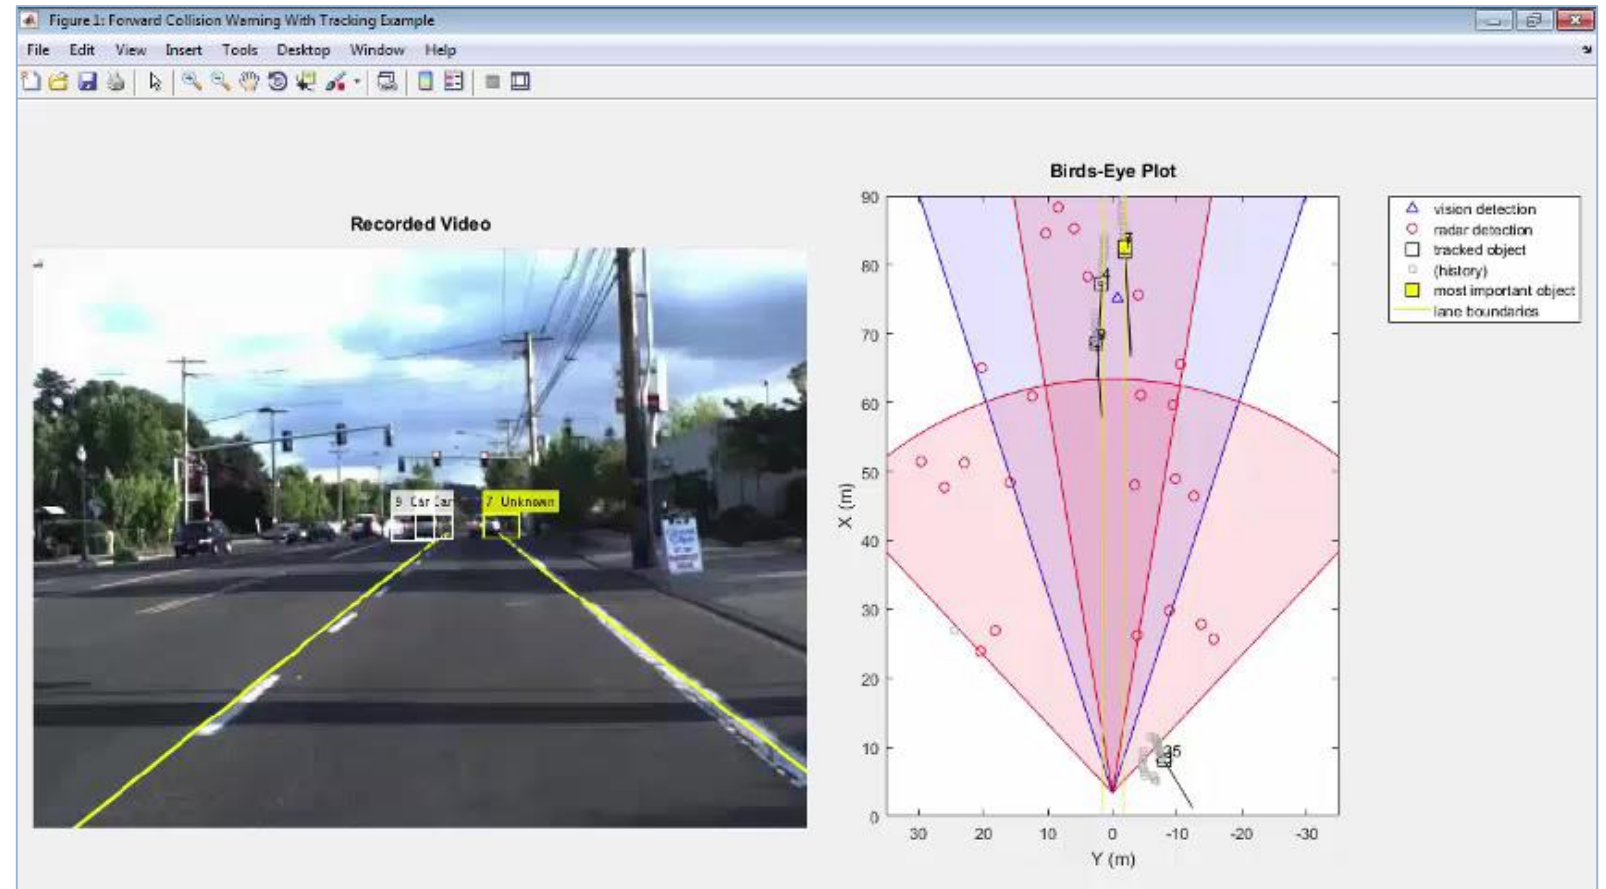 Figure 1: Forward Collision Warning With Tracking Example
File Edit View Insert Tools Desktop Window Help
Recorded Video
9 Car Car
7 Unknown
Birds-Eye Plot
90
80
70
60
50
40
30
20
10
0
X (m)
7
4
9
35
30 20 10 0 -10 -20 -30
Y (m)
vision detection
radar detection
tracked object
(history)
most important object
lane boundaries